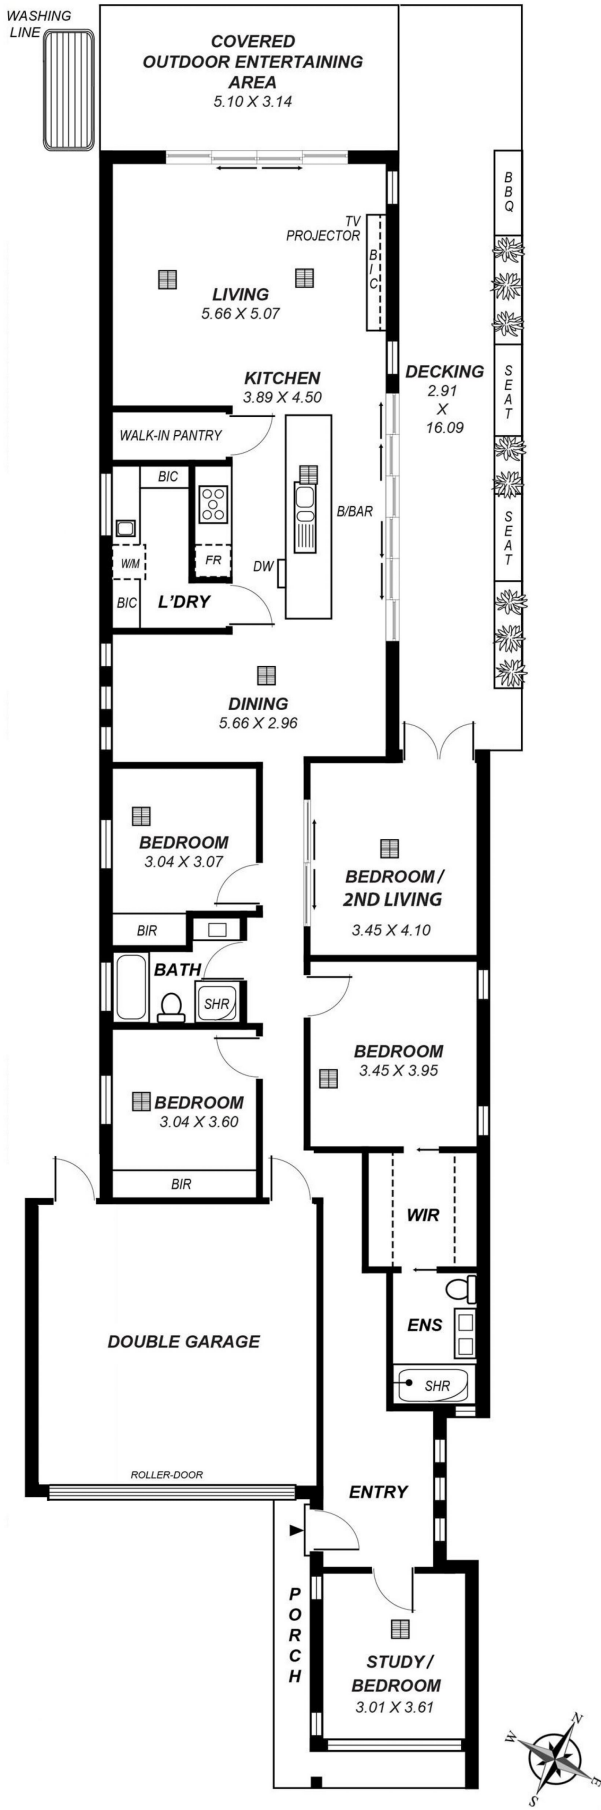 WASHING
LINE
COVERED
OUTDOOR ENTERTAINING
AREA
5.10 X 3.14
BBQ
TV
PROJECTOR
BIC
LIVING
5.66 X 5.07
KITCHEN
3.89 X 4.50
DECKING
2.91
X
16.09
SEAT
WALK-IN PANTRY
BIC
B/BAR
SEAT
W/M
FR
DW
BIC
L'DRY
DINING
5.66 X 2.96
BEDROOM
3.04 X 3.07
BEDROOM /
2ND LIVING
3.45 X 4.10
BIR
BATH
SHR
BEDROOM
3.45 X 3.95
BEDROOM
3.04 X 3.60
BIR
WIR
ENS
SHR
DOUBLE GARAGE
ROLLER-DOOR
ENTRY
PORCH
STUDY /
BEDROOM
3.01 X 3.61
N
W
E
S